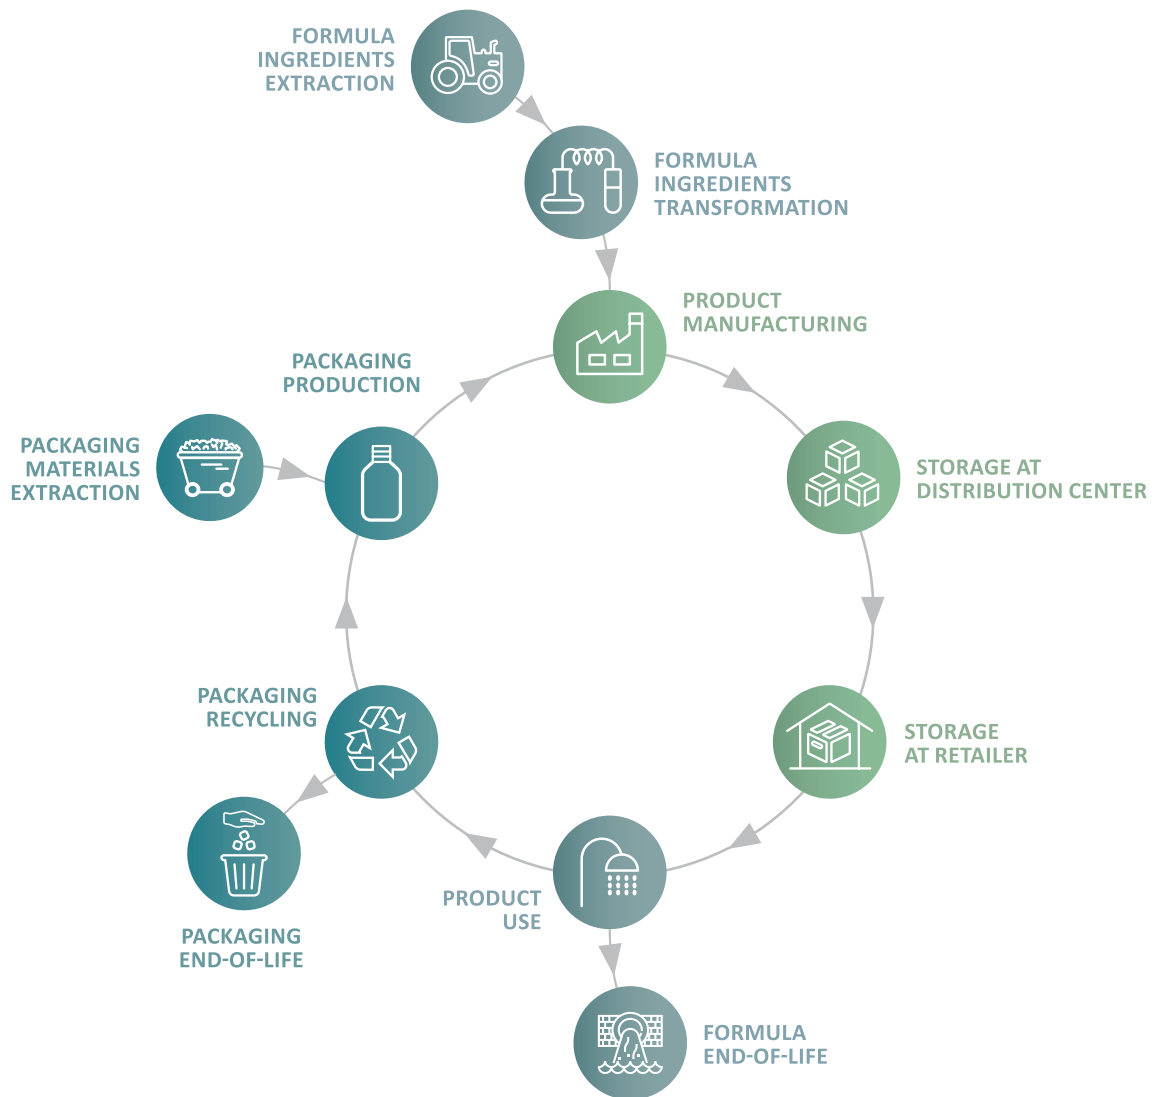 FORMULA
INGREDIENTS
EXTRACTION
FORMULA
INGREDIENTS
TRANSFORMATION
PRODUCT
MANUFACTURING
PACKAGING
PRODUCTION
PACKAGING
MATERIALS
EXTRACTION
STORAGE AT
DISTRIBUTION CENTER
PACKAGING
RECYCLING
STORAGE
AT RETAILER
PRODUCT
USE
PACKAGING
END-OF-LIFE
FORMULA
END-OF-LIFE